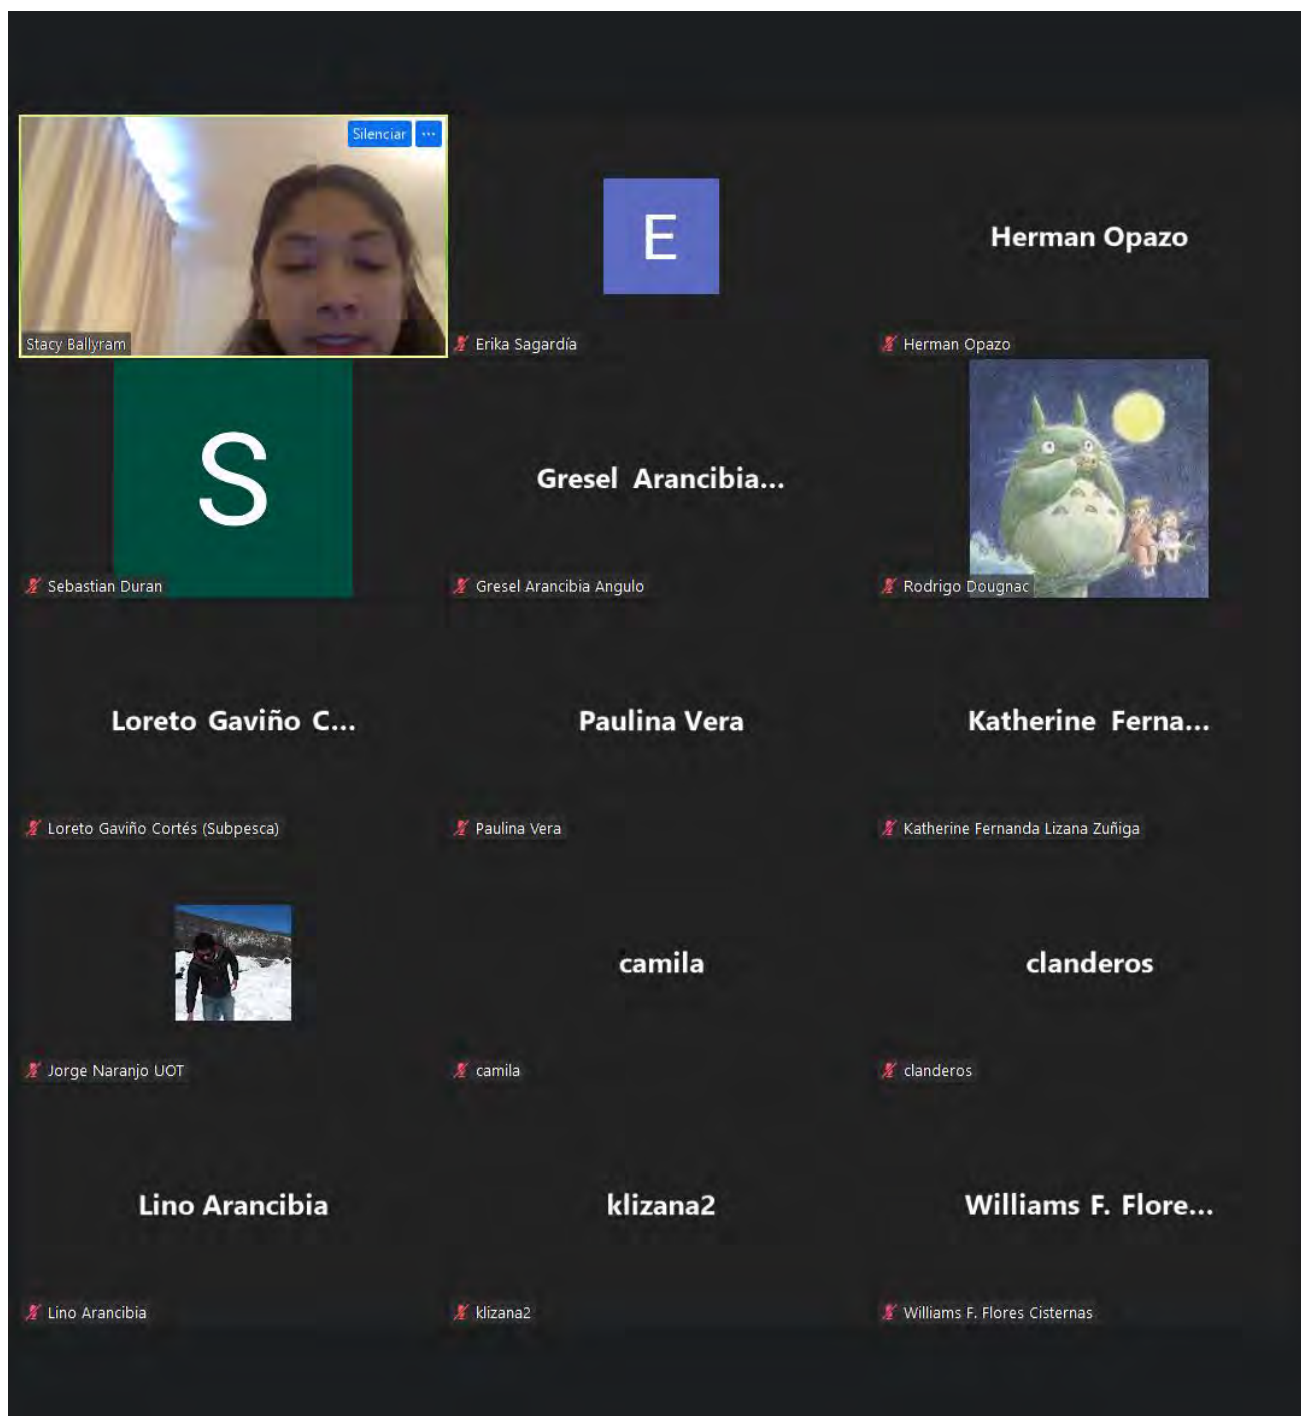 Silenciar ...
Stacy Ballyram
E
Erika Sagardía
Herman Opazo
Herman Opazo
S
Sebastian Duran
Gresel Arancibia...
Gresel Arancibia Angulo
Rodrigo Dougnac
Loreto Gaviño C...
Loreto Gaviño Cortés (Subpesca)
Paulina Vera
Paulina Vera
Katherine Ferna...
Katherine Fernanda Lizana Zuñiga
Jorge Naranjo UOT
camila
camila
clanderos
clanderos
Lino Arancibia
Lino Arancibia
klizana2
klizana2
Williams F. Flore...
Williams F. Flores Cisternas